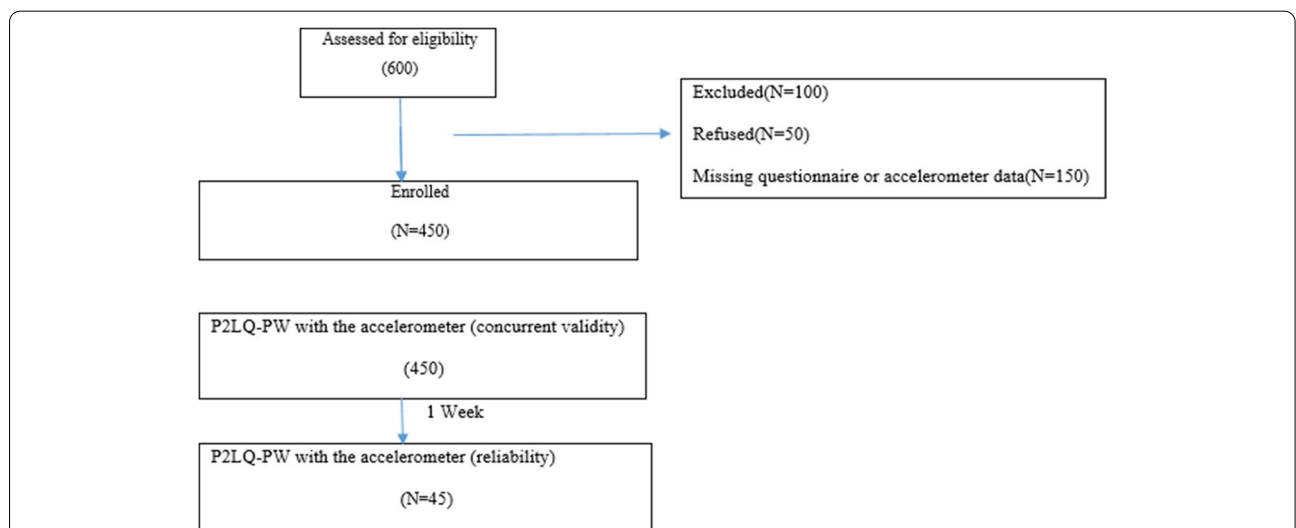 Assessed for eligibility
(600)
Excluded(N=100)
Refused(N=50)
Missing questionnaire or accelerometer data(N=150)
Enrolled
(N=450)
P2LQ-PW with the accelerometer (concurrent validity)
(450)
1 Week
P2LQ-PW with the accelerometer (reliability)
(N=45)